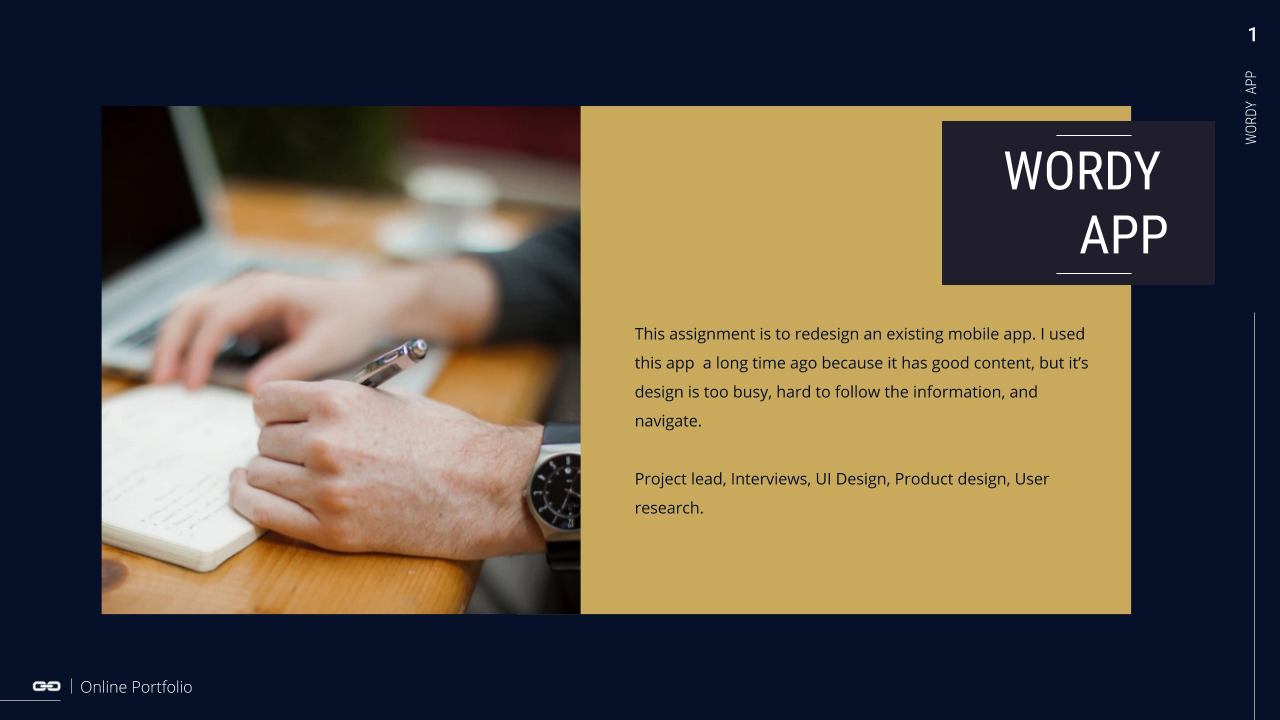 1
WORDY APP
WORDY
APP
This assignment is to redesign an existing mobile app. I used
this app  a long time ago because it has good content, but it’s
design is too busy, hard to follow the information, and
navigate.
Project lead, Interviews, UI Design, Product design, User
research.
Online Portfolio